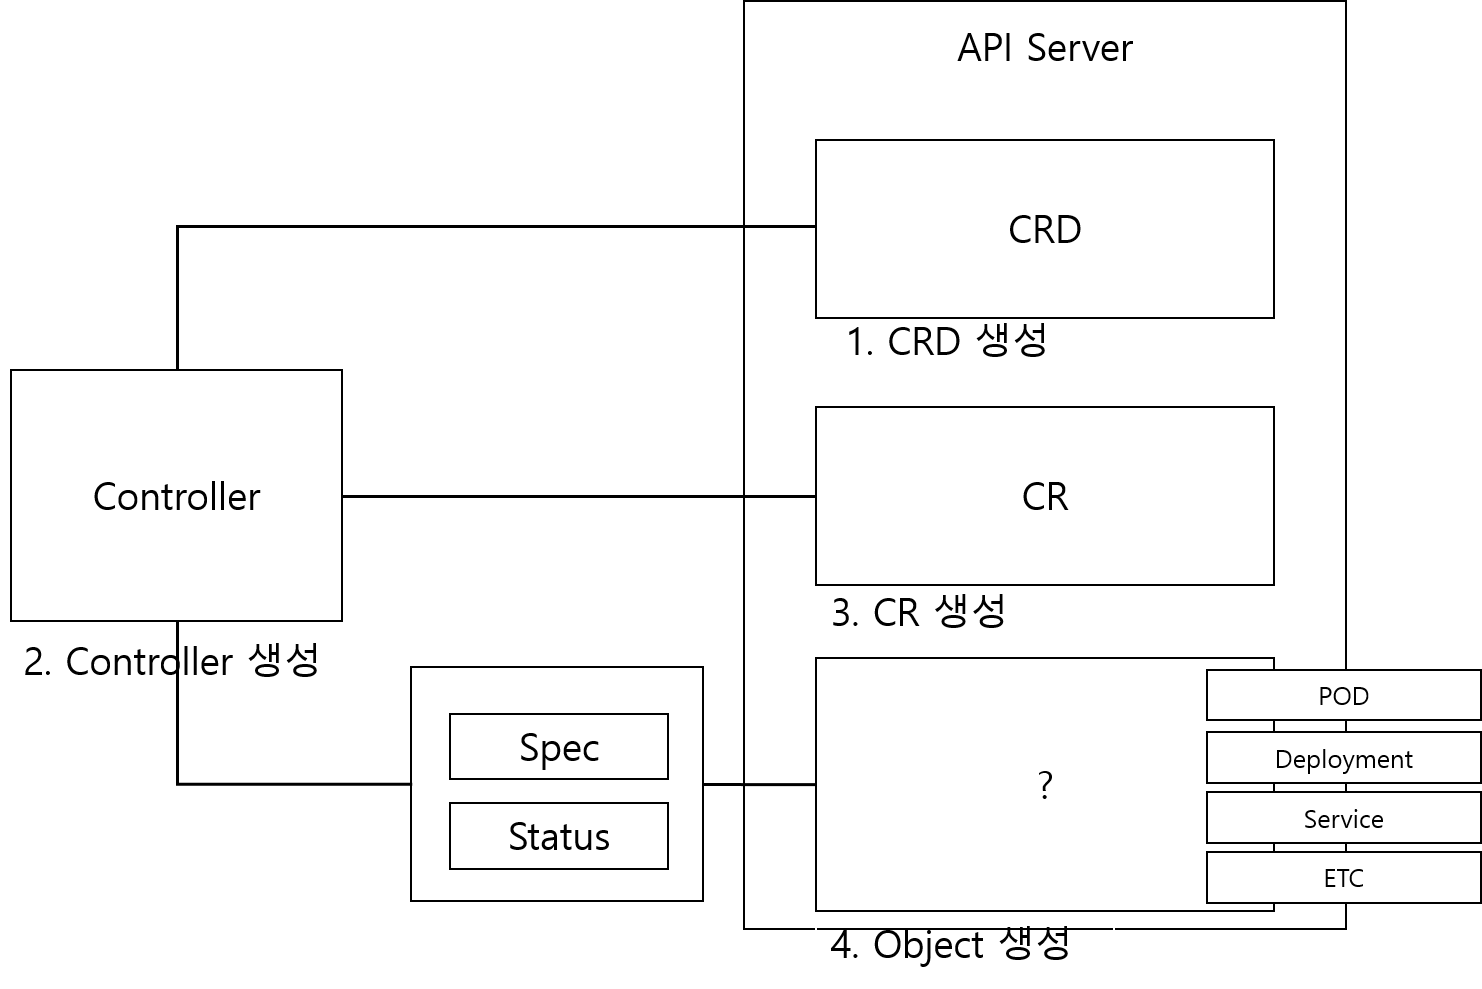 API Server
CRD
1. CRD 생성
Controller
2. Controller 생성
CR
3. CR 생성
Spec
Status
?
POD
Deployment
Service
ETC
4. Object 생성